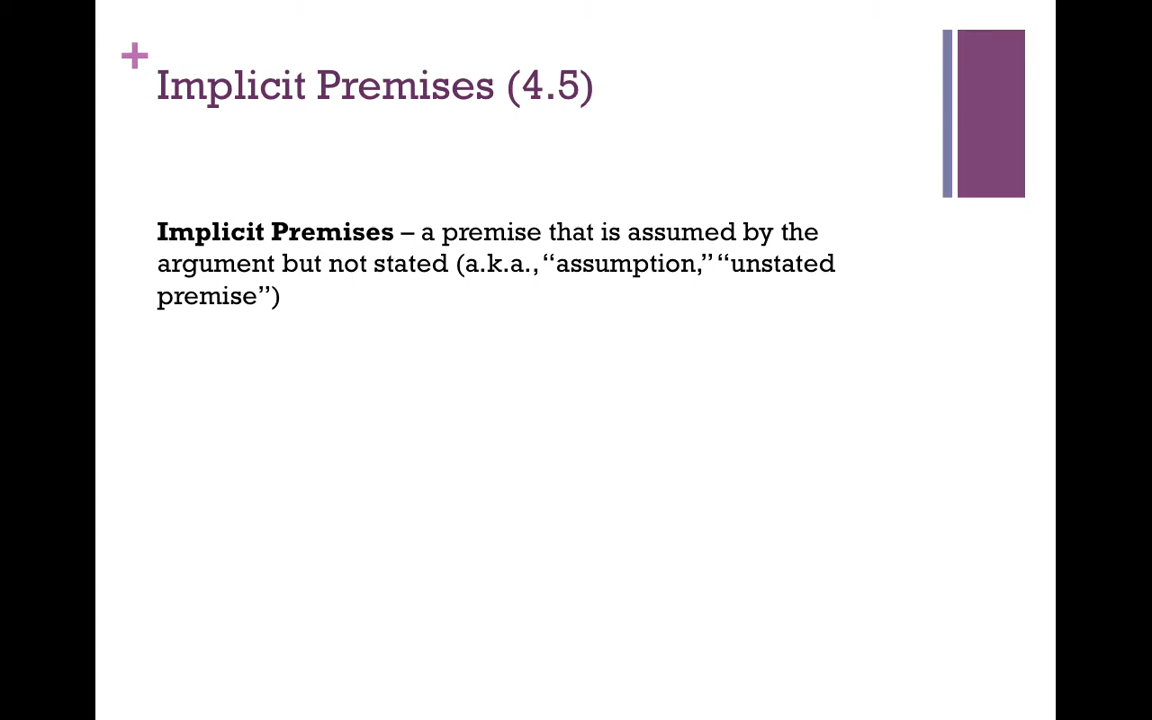 +
Implicit Premises (4.5)
Implicit Premises – a premise that is assumed by the
argument but not stated (a.k.a., “assumption,” “unstated
premise”)